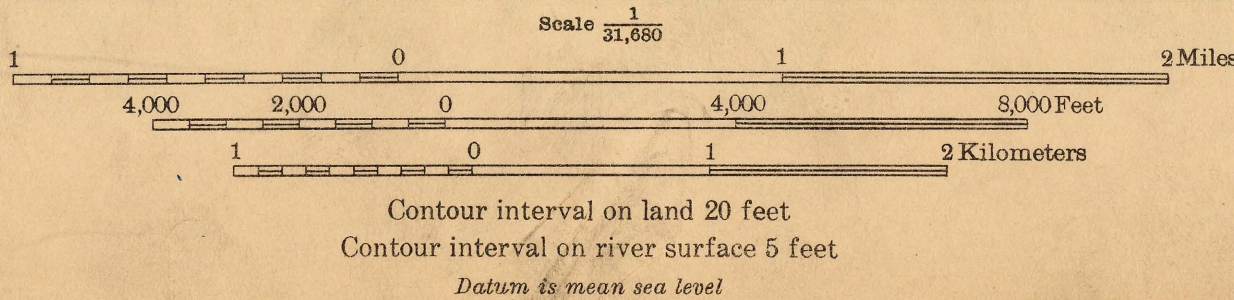 Scale 1/31,680
1 0 1 2 Miles
4,000 2,000 0 4,000 8,000 Feet
1 0 1 2 Kilometers
Contour interval on land 20 feet
Contour interval on river surface 5 feet
Datum is mean sea level